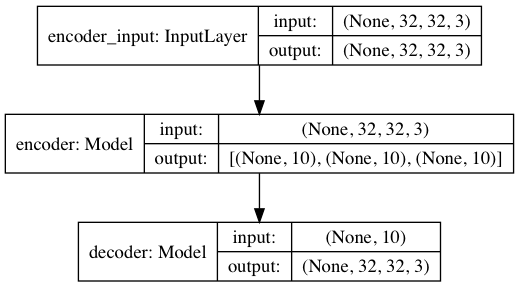 encoder_input: InputLayer
input:
(None, 32, 32, 3)
output:
(None, 32, 32, 3)
encoder: Model
input:
(None, 32, 32, 3)
output:
[(None, 10), (None, 10), (None, 10)]
decoder: Model
input:
(None, 10)
output:
(None, 32, 32, 3)